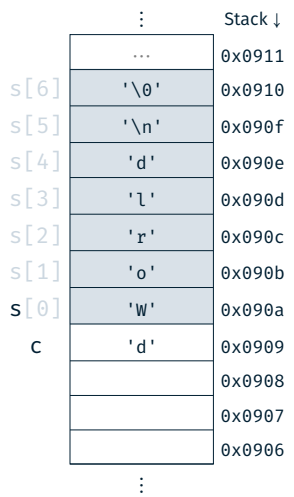 ⋮ Stack ↓
... 0x0911
s[6] '\0' 0x0910
s[5] '\n' 0x090f
s[4] 'd' 0x090e
s[3] 'l' 0x090d
s[2] 'r' 0x090c
s[1] 'o' 0x090b
s[0] 'W' 0x090a
c 'd' 0x0909
0x0908
0x0907
0x0906
⋮